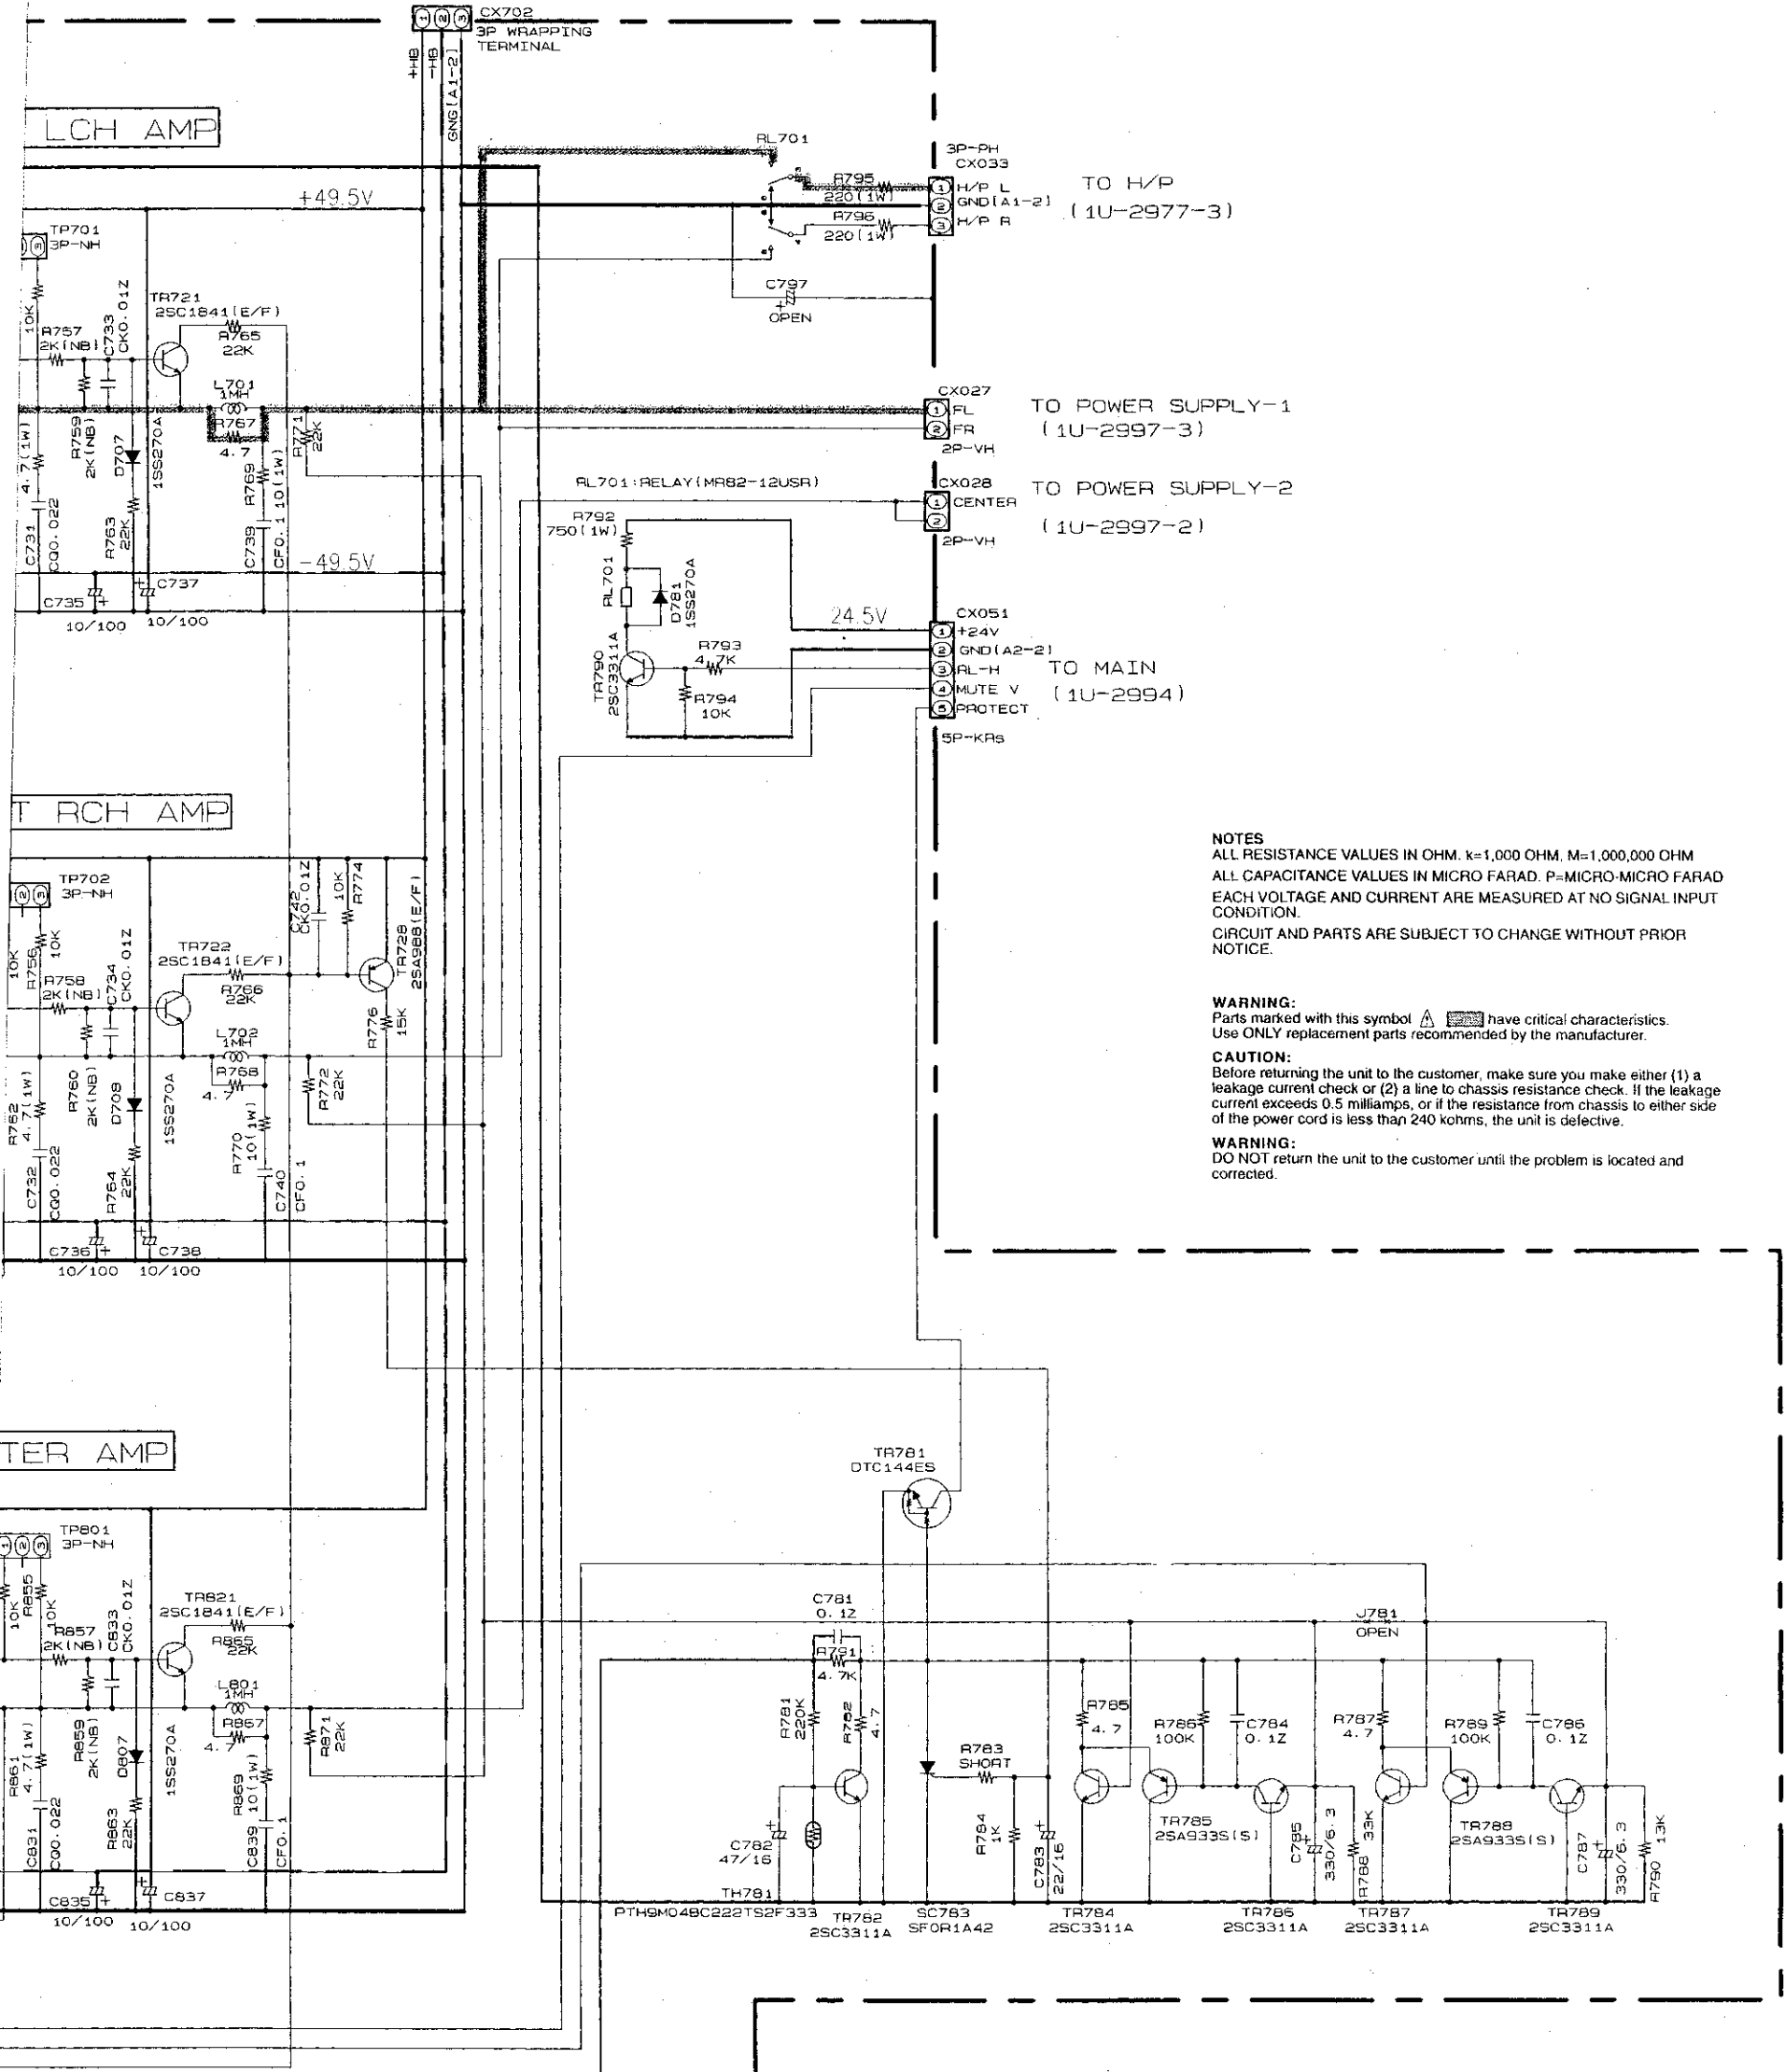 CX702
3P WRAPPING
TERMINAL
+HB
-HB
GNG(A1-2)
LCH AMP
+49.5V
TP701
3P-NH
10K
R757
2K(NB)
C733
CK0.01Z
TR721
2SC1841(E/F)
R765
22K
L701
1MH
R767
4.7
R759
2K(NB)
D707
1SS270A
4.7(1W)
C731
CQ0.022
R763
22K
R769
10(1W)
C739
CF0.1
R771
22K
-49.5V
C735
10/100
C737
10/100
RL701
R795
220(1W)
R796
220(1W)
C797
OPEN
3P-PH
CX033
1 H/P L
2 GND(A1-2)
3 H/P R
TO H/P
(1U-2977-3)
CX027
1 FL
2 FR
2P-VH
TO POWER SUPPLY-1
(1U-2997-3)
RL701:RELAY(MR82-12USR)
CX028
1 CENTER
2
2P-VH
TO POWER SUPPLY-2
(1U-2997-2)
R792
750(1W)
RL701
D781
1SS270A
TR790
2SC3311A
R793
4.7K
R794
10K
24.5V
CX051
1 +24V
2 GND(A2-2)
3 RL-H
4 MUTE V
5 PROTECT
5P-KRs
TO MAIN
(1U-2994)
T RCH AMP
TP702
3P-NH
10K
R756
10K
R758
2K(NB)
C734
CK0.01Z
TR722
2SC1841(E/F)
R766
22K
C742
CK0.01Z
10K
R774
TR728
2SA988(E/F)
R776
15K
L702
1MH
R768
4.7
R762
4.7(1W)
R760
2K(NB)
D708
1SS270A
C732
CQ0.022
R764
22K
R770
10(1W)
C740
CF0.1
R772
22K
C736
10/100
C738
10/100
NOTES
ALL RESISTANCE VALUES IN OHM. k=1,000 OHM, M=1,000,000 OHM
ALL CAPACITANCE VALUES IN MICRO FARAD. P=MICRO-MICRO FARAD
EACH VOLTAGE AND CURRENT ARE MEASURED AT NO SIGNAL INPUT
CONDITION.
CIRCUIT AND PARTS ARE SUBJECT TO CHANGE WITHOUT PRIOR
NOTICE.
WARNING:
Parts marked with this symbol have critical characteristics.
Use ONLY replacement parts recommended by the manufacturer.
CAUTION:
Before returning the unit to the customer, make sure you make either (1) a
leakage current check or (2) a line to chassis resistance check. If the leakage
current exceeds 0.5 milliamps, or if the resistance from chassis to either side
of the power cord is less than 240 kohms, the unit is defective.
WARNING:
DO NOT return the unit to the customer until the problem is located and
corrected.
TER AMP
TP801
3P-NH
10K
R855
10K
R857
2K(NB)
C833
CK0.01Z
TR821
2SC1841(E/F)
R865
22K
L801
1MH
R867
4.7
R861
4.7(1W)
R859
2K(NB)
D807
1SS270A
C831
CQ0.022
R863
22K
R869
10(1W)
C839
CF0.1
R871
22K
C835
10/100
C837
10/100
TR781
DTC144ES
C781
0.1Z
R791
4.7K
R781
220K
R782
4.7
C782
47/16
TH781
PTH9M04BC222TS2F333
TR782
2SC3311A
R783
SHORT
R784
1K
SC783
SF0R1A42
C783
22/16
R785
4.7
TR784
2SC3311A
R786
100K
C784
0.1Z
TR785
2SA933S(S)
TR786
2SC3311A
C785
330/6.3
R788
33K
J781
OPEN
R787
4.7
TR787
2SC3311A
R789
100K
C786
0.1Z
TR788
2SA933S(S)
TR789
2SC3311A
C787
330/6.3
R790
13K